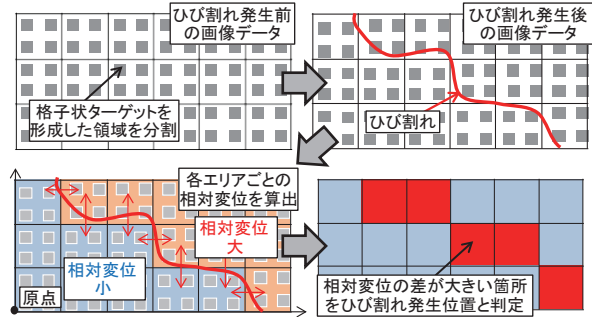 ひび割れ発生前
の画像データ
格子状ターゲットを
形成した領域を分割
ひび割れ発生後
の画像データ
ひび割れ
各エリアごとの
相対変位を算出
相対変位
大
相対変位
小
原点
相対変位の差が大きい箇所
をひび割れ発生位置と判定